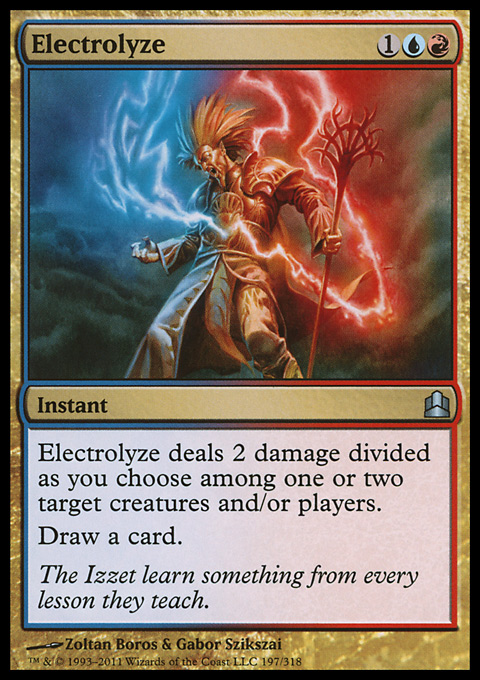 Electrolyze 1
Instant
Electrolyze deals 2 damage divided
as you choose among one or two
target creatures and/or players.
Draw a card.
The Izzet learn something from every
lesson they teach.
Zoltan Boros & Gabor Szikszai
™ & © 1993–2011 Wizards of the Coast LLC 197/318